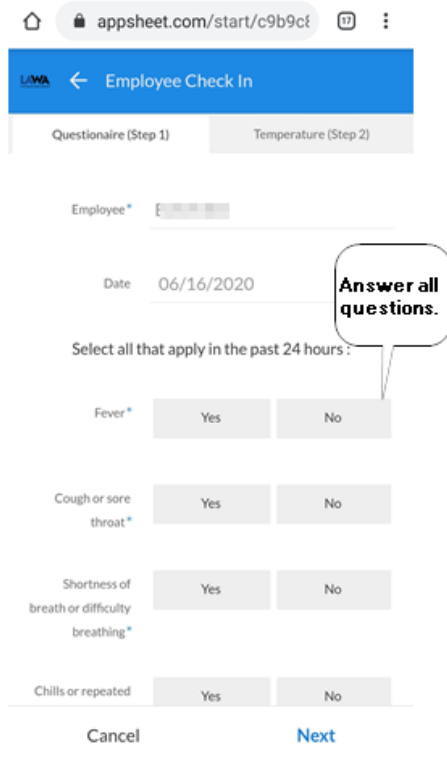 appsheet.com/start/c9b9c8
17
LAWA
Employee Check In
Questionaire (Step 1)
Temperature (Step 2)
Employee*
Date 06/16/2020
Answer all
questions.
Select all that apply in the past 24 hours :
Fever* Yes No
Cough or sore
throat*
Yes No
Shortness of
breath or difficulty
breathing*
Yes No
Chills or repeated
Yes No
Cancel Next